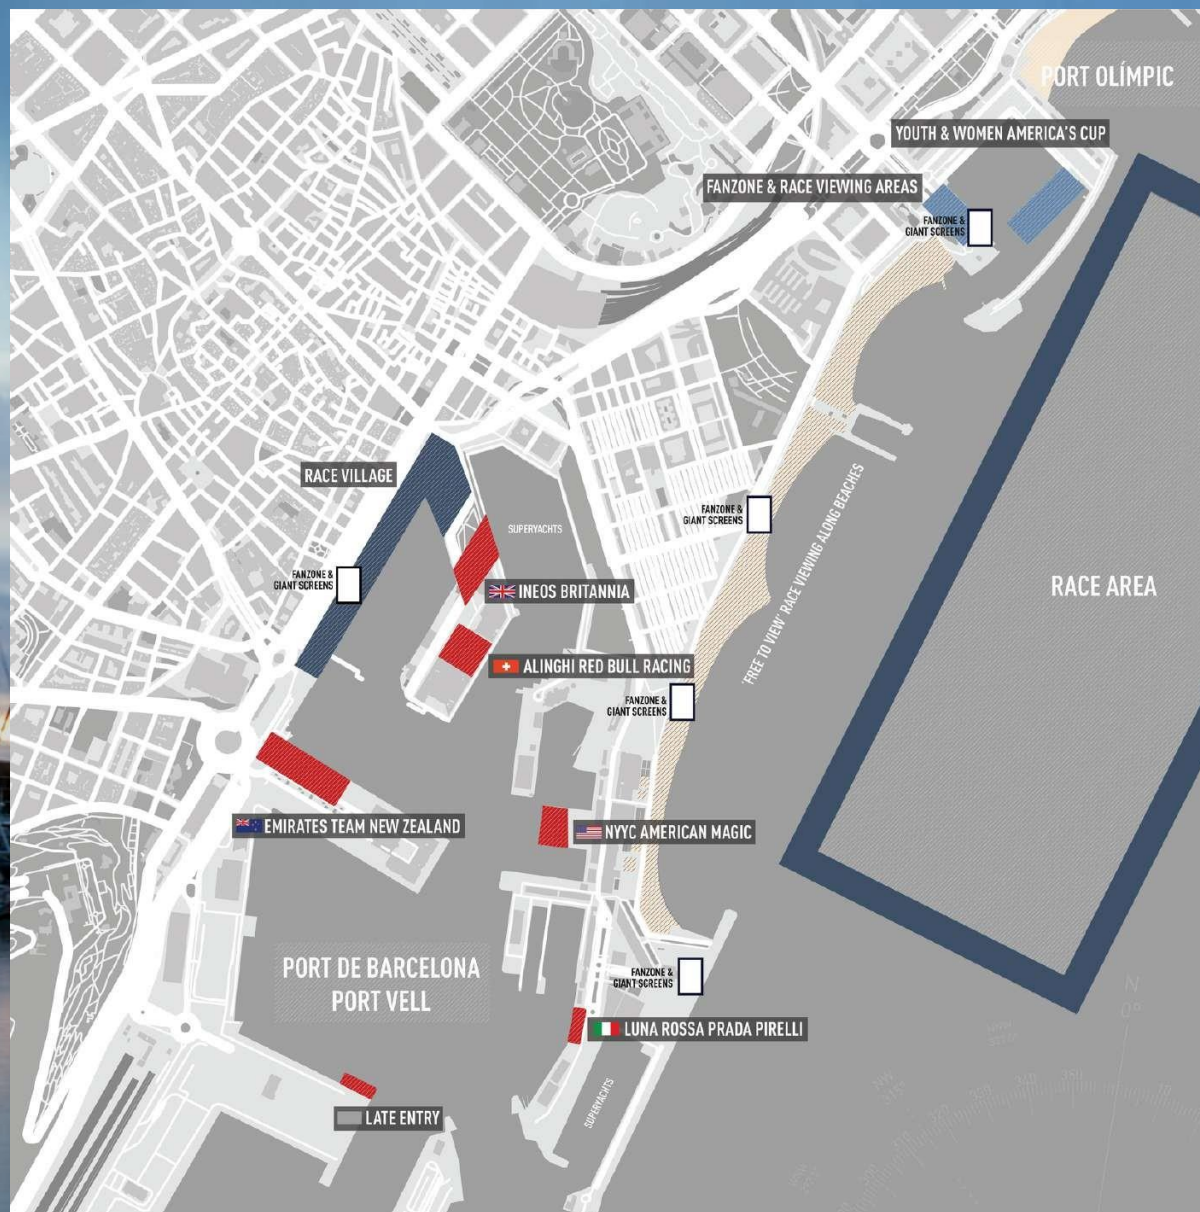 PORT OLÍMPIC
YOUTH & WOMEN AMERICA'S CUP
FANZONE & RACE VIEWING AREAS
FANZONE &
GIANT SCREENS
RACE VILLAGE
SUPERYACHTS
FANZONE &
GIANT SCREENS
'FREE TO VIEW' RACE VIEWING ALONG BEACHES
FANZONE &
GIANT SCREENS
INEOS BRITANNIA
RACE AREA
ALINGHI RED BULL RACING
FANZONE &
GIANT SCREENS
EMIRATES TEAM NEW ZEALAND
NYYC AMERICAN MAGIC
PORT DE BARCELONA
PORT VELL
FANZONE &
GIANT SCREENS
LUNA ROSSA PRADA PIRELLI
SUPERYACHTS
LATE ENTRY
N
0°